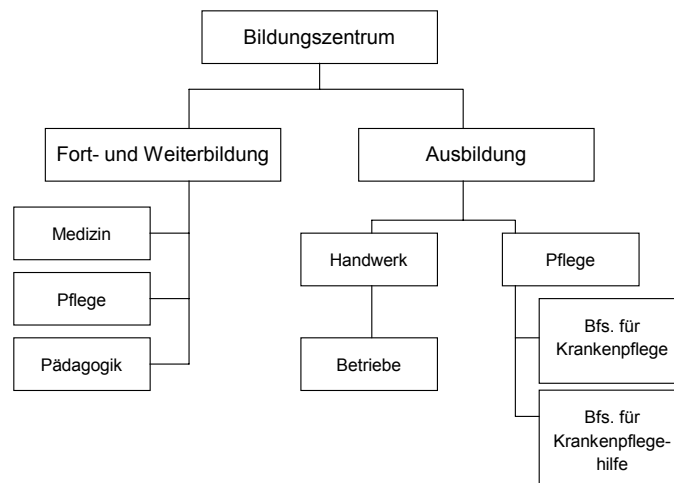 Bildungszentrum
Fort- und Weiterbildung
Ausbildung
Medizin
Pflege
Pädagogik
Handwerk
Betriebe
Pflege
Bfs. für
Krankenpflege
Bfs. für
Krankenpflege-
hilfe